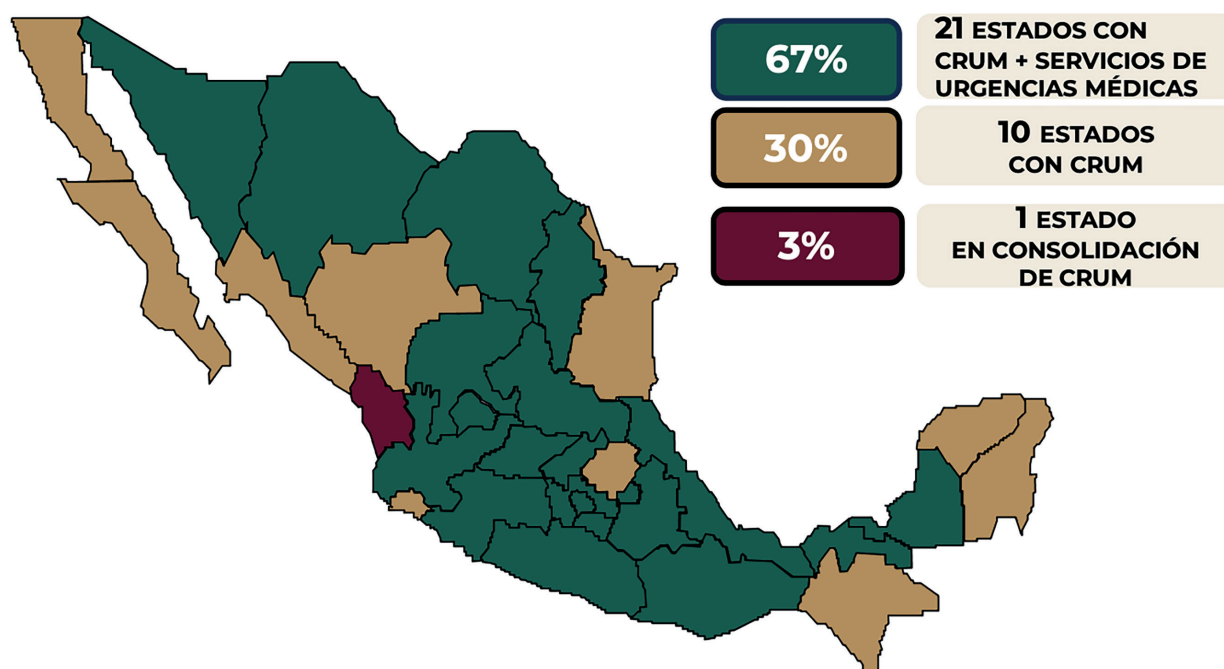 67%
21 ESTADOS CON
CRUM + SERVICIOS DE
URGENCIAS MÉDICAS
30%
10 ESTADOS
CON CRUM
3%
1 ESTADO
EN CONSOLIDACIÓN
DE CRUM